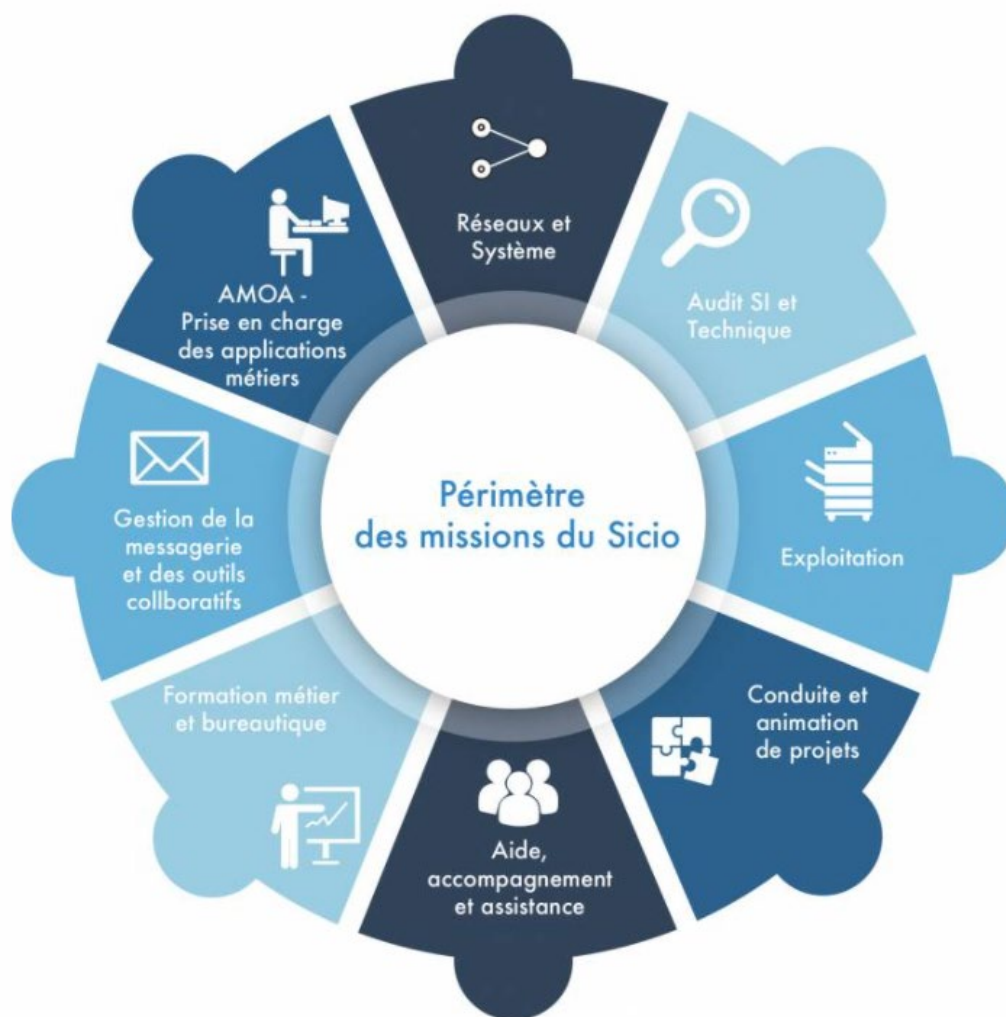 Réseaux et
Système
Audit SI et
Technique
Exploitation
Conduite et
animation
de projets
Aide,
accompagnement
et assistance
Formation métier
et bureautique
Gestion de la
messagerie
et des outils
collboratifs
AMOA -
Prise en charge
des applications
métiers
Périmètre
des missions du Sicio